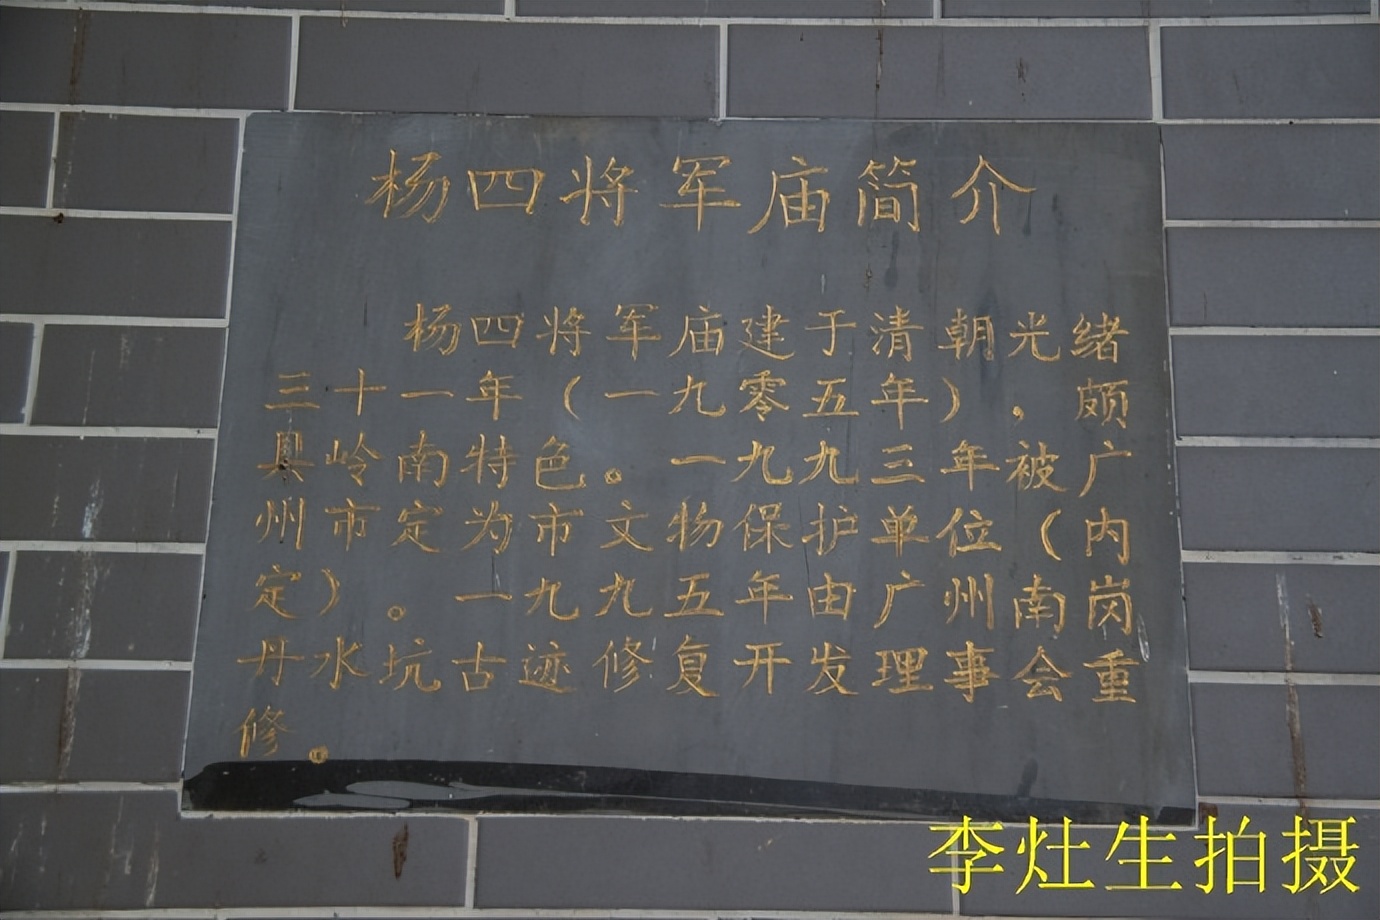 杨四将军庙简介
杨四将军庙建于清朝光绪
三十一年（一九零五年），颇
具岭南特色。一九九三年被广
州市定为市文物保护单位（内
定）。一九九五年由广州南岗
丹水坑古迹修复开发理事会重
修。
李灶生拍摄